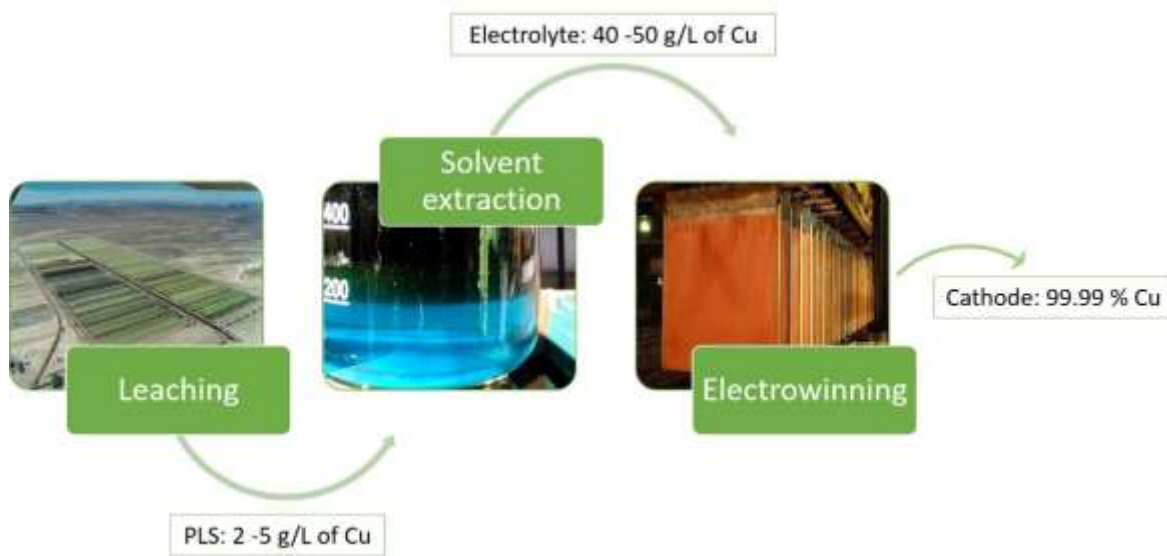 Electrolyte: 40 -50 g/L of Cu
Solvent
extraction
400
200
Cathode: 99.99 % Cu
Leaching
Electrowinning
PLS: 2 -5 g/L of Cu